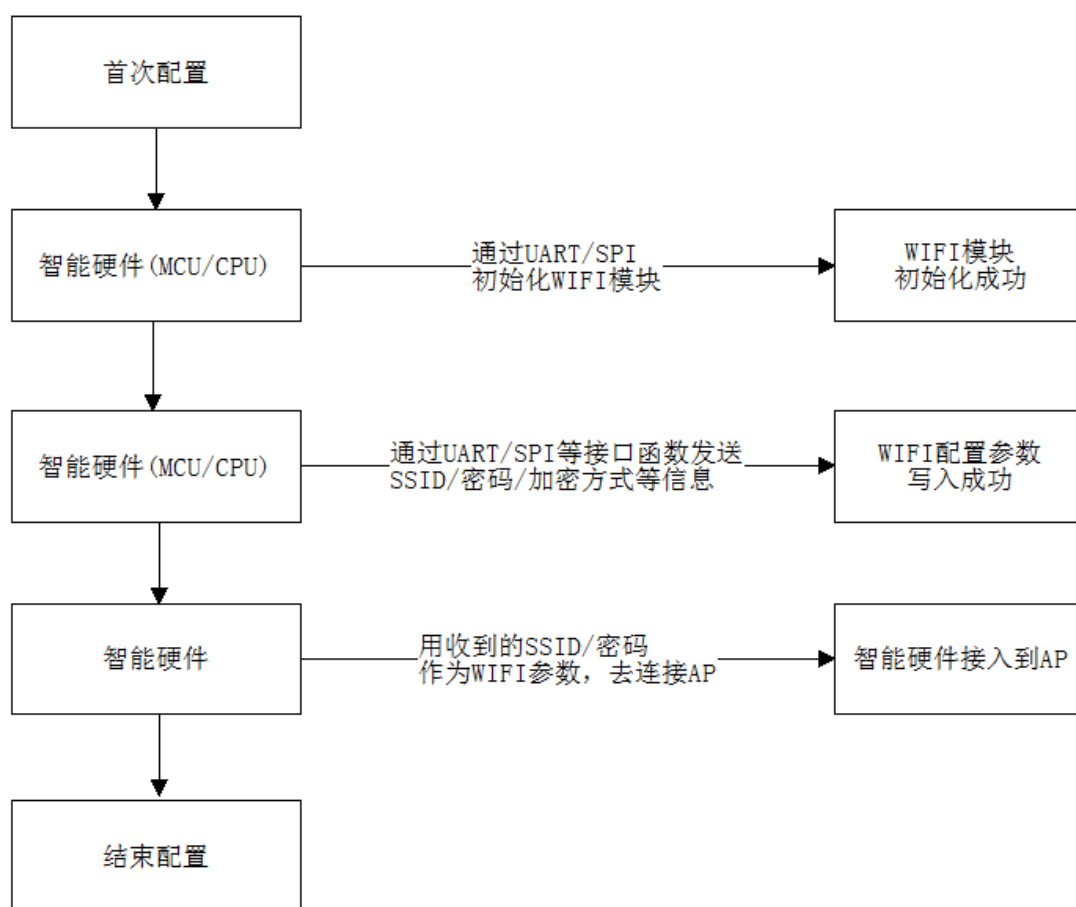 首次配置
智能硬件(MCU/CPU)
通过UART/SPI
初始化WIFI模块
WIFI模块
初始化成功
智能硬件(MCU/CPU)
通过UART/SPI等接口函数发送
SSID/密码/加密方式等信息
WIFI配置参数
写入成功
智能硬件
用收到的SSID/密码
作为WIFI参数，去连接AP
智能硬件接入到AP
结束配置